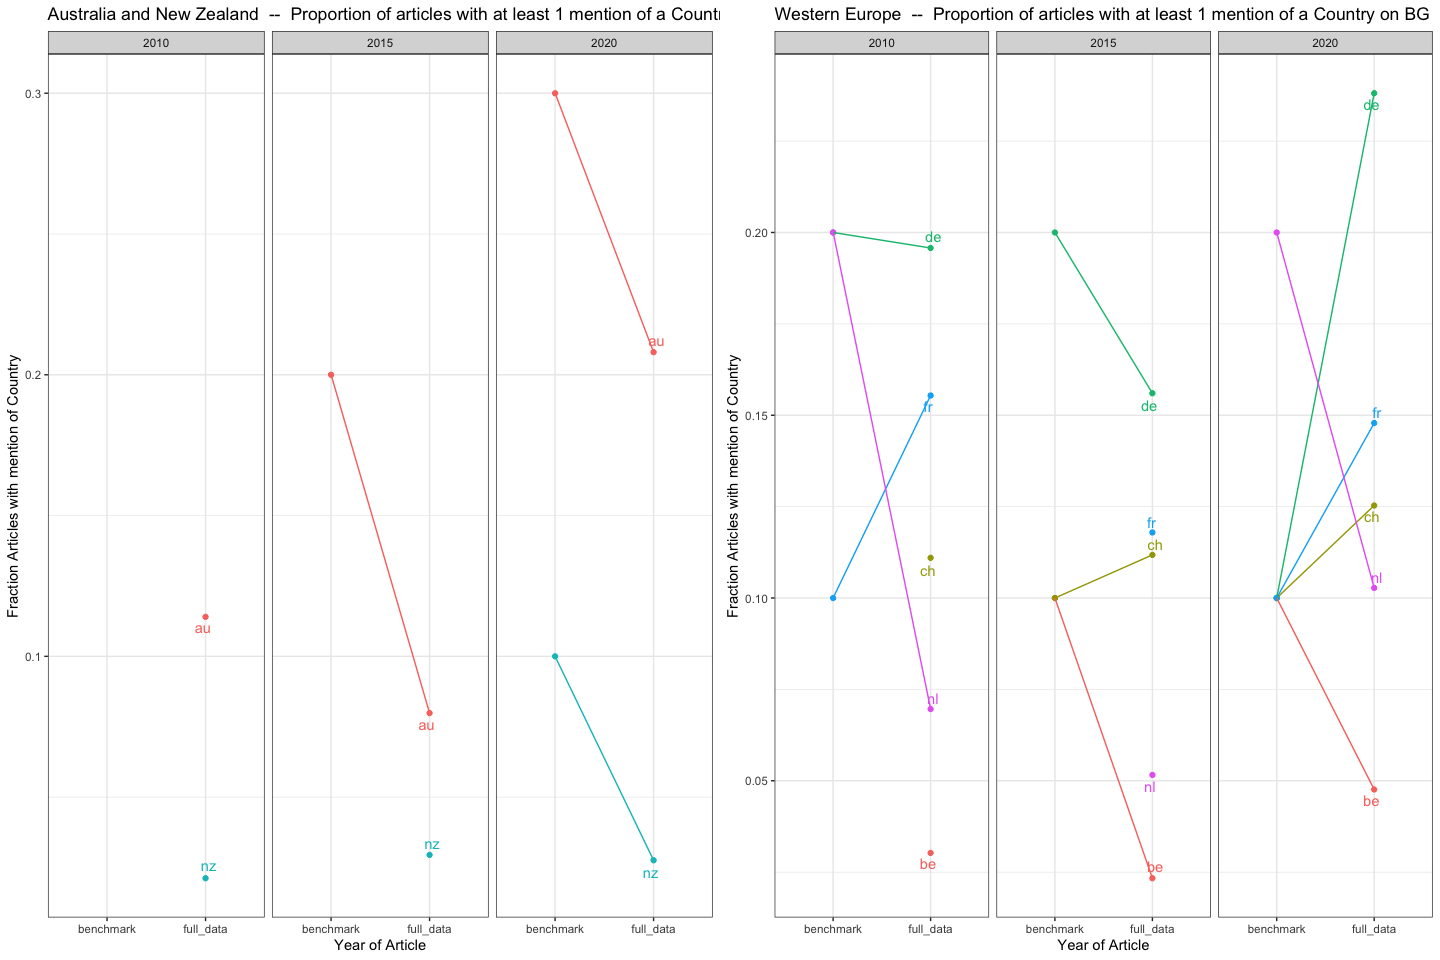 Australia and New Zealand -- Proportion of articles with at least 1 mention of a Countr
2010 2015 2020
Fraction Articles with mention of Country
0.3
0.2
0.1
au
nz
au
nz
au
nz
benchmark full_data benchmark full_data benchmark full_data
Year of Article
Western Europe -- Proportion of articles with at least 1 mention of a Country on BG
2010 2015 2020
Fraction Articles with mention of Country
0.20
0.15
0.10
0.05
de
fr
ch
nl
be
de
fr
ch
nl
be
de
fr
ch
nl
be
benchmark full_data benchmark full_data benchmark full_data
Year of Article